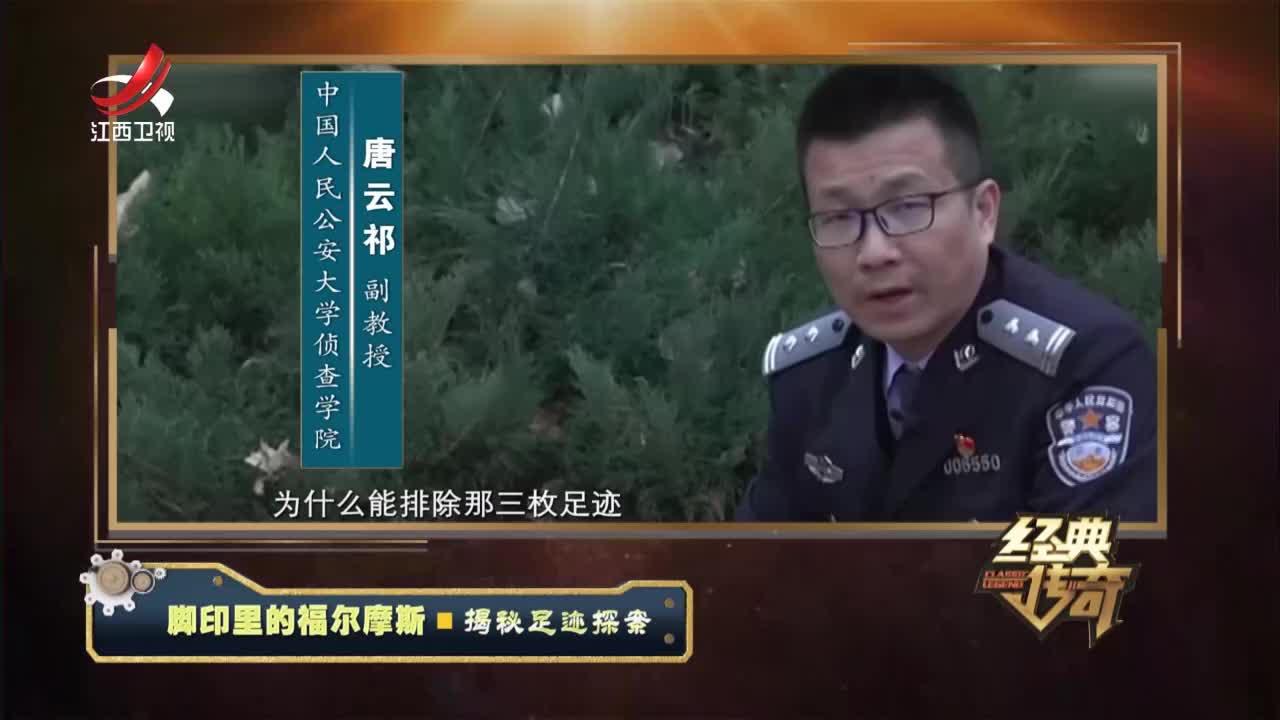 江西卫视
中国人民公安大学侦查学院
唐云祁 副教授
为什么能排除那三枚足迹
006550
经典传奇
CLASSIC LEGEND
脚印里的福尔摩斯 ▪ 揭秘足迹探案